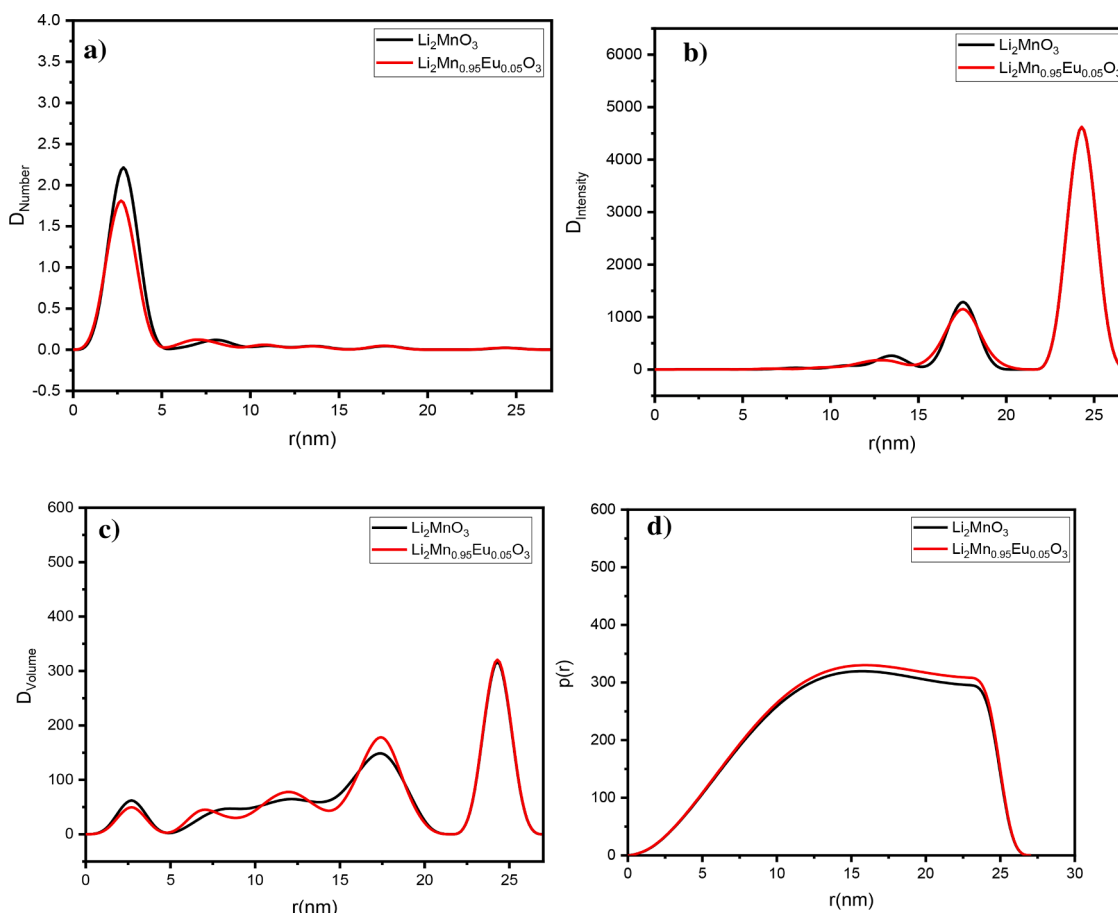 a)
Li₂MnO₃
Li₂Mn₀.₉₅Eu₀.₀₅O₃
4.0
3.5
3.0
2.5
2.0
1.5
1.0
0.5
0.0
-0.5
D_Number
0 5 10 15 20 25
r(nm)
b)
Li₂MnO₃
Li₂Mn₀.₉₅Eu₀.₀₅O₃
6000
5000
4000
3000
2000
1000
0
D_Intensity
0 5 10 15 20 25
r(nm)
c)
Li₂MnO₃
Li₂Mn₀.₉₅Eu₀.₀₅O₃
600
500
400
300
200
100
0
D_Volume
0 5 10 15 20 25
r(nm)
d)
Li₂MnO₃
Li₂Mn₀.₉₅Eu₀.₀₅O₃
600
500
400
300
200
100
0
p(r)
0 5 10 15 20 25 30
r(nm)